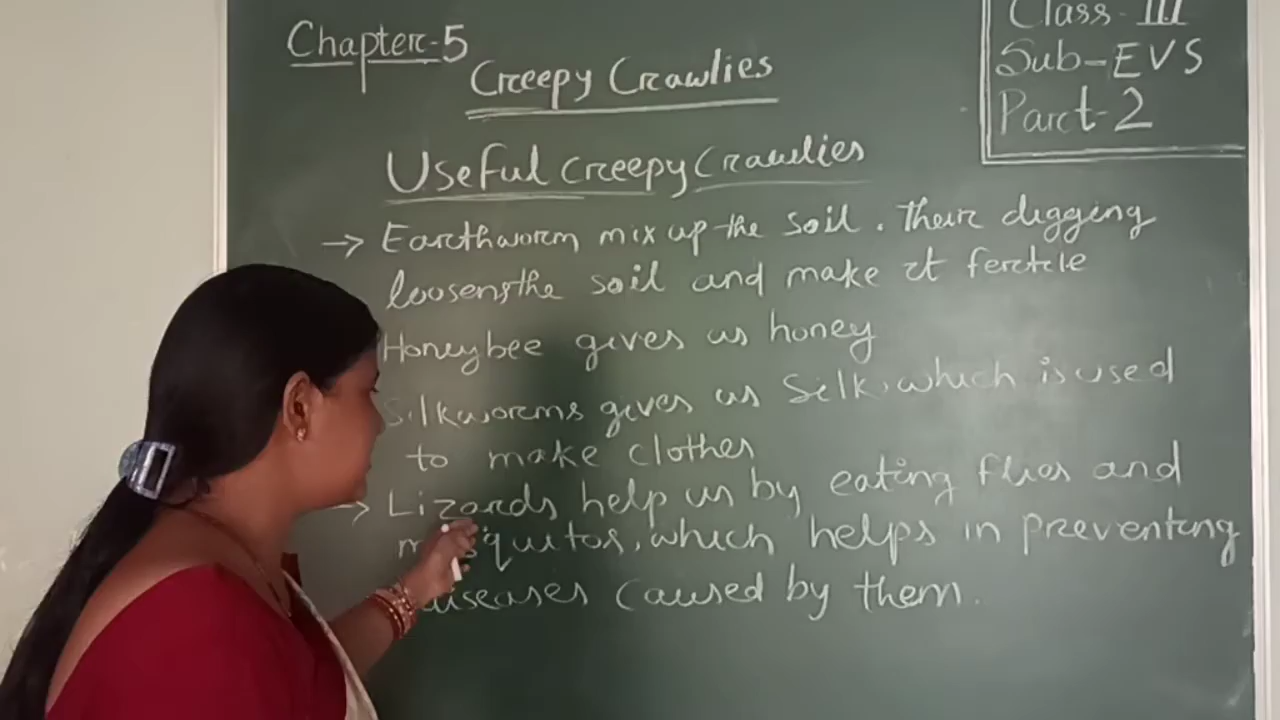 Chapter-5
Creepy Crawlies
Class-III
Sub-EVS
Part-2
Useful Creepy Crawlies
→ Earthworm mix up the soil. Their digging
loosens the soil and make it fertile
Honeybee gives us honey
Silkworms gives us Silk, which is used
to make clothes
→ Lizards help us by eating flies and
mosquitos, which helps in preventing
diseases caused by them.